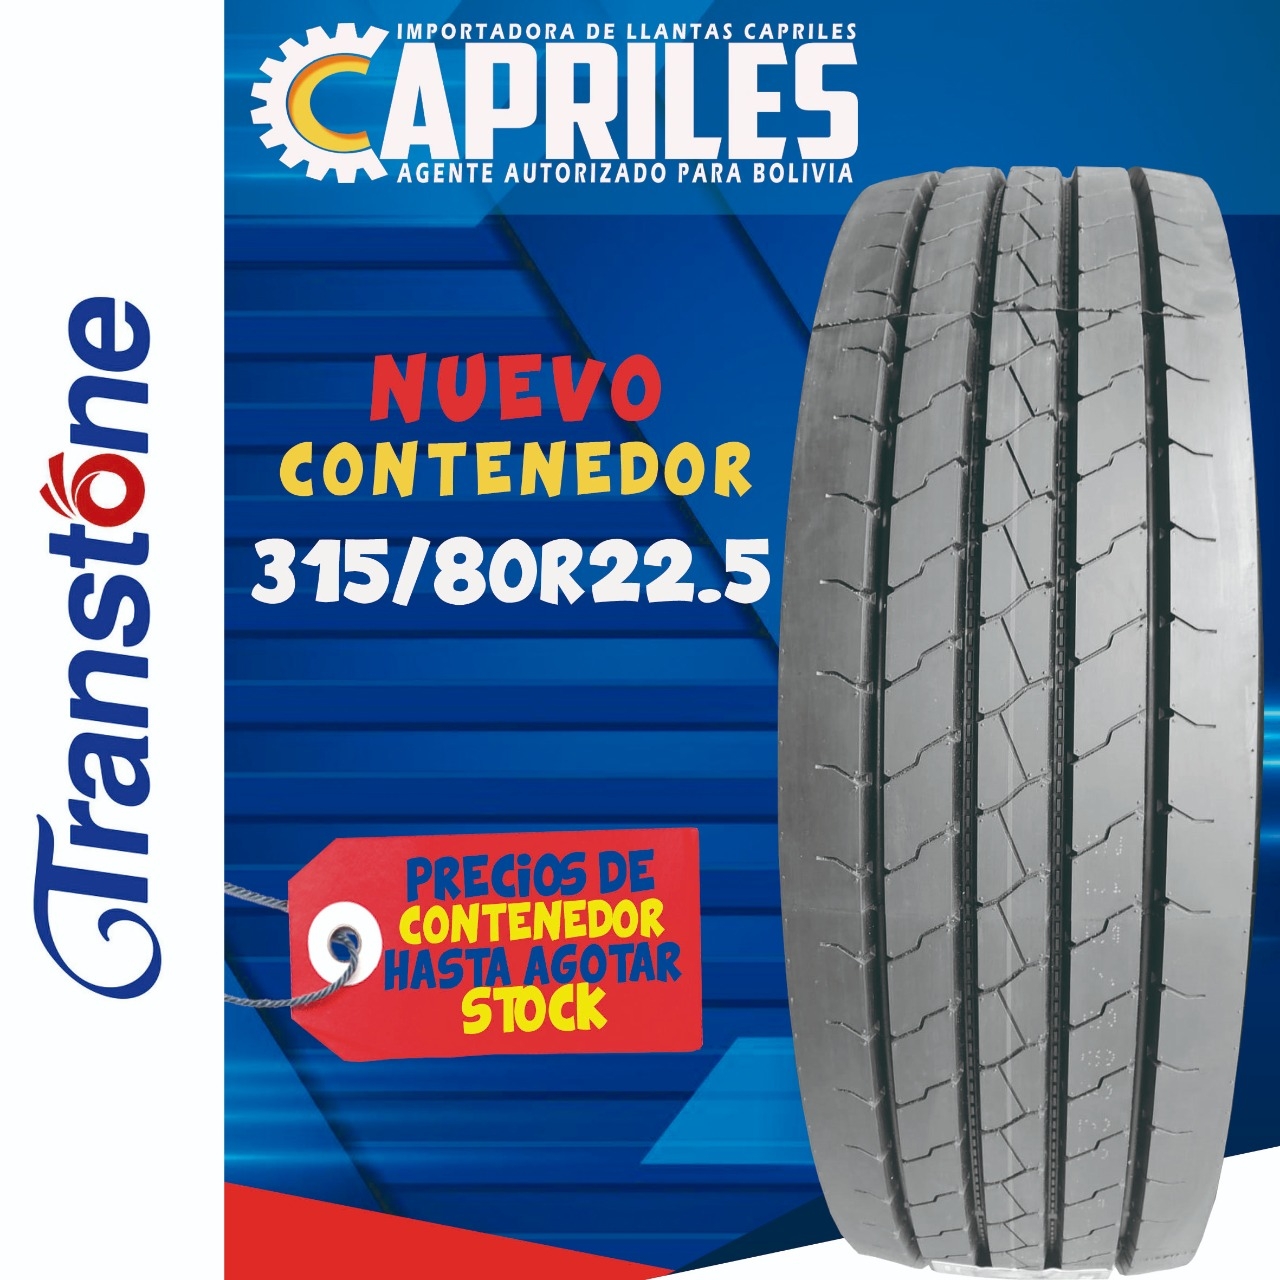 IMPORTADORA DE LLANTAS CAPRILES
CAPRILES
AGENTE AUTORIZADO PARA BOLIVIA
Transtone
NUEVO
CONTENEDOR
315/80R22.5
PRECIOS DE
CONTENEDOR
HASTA AGOTAR
STOCK